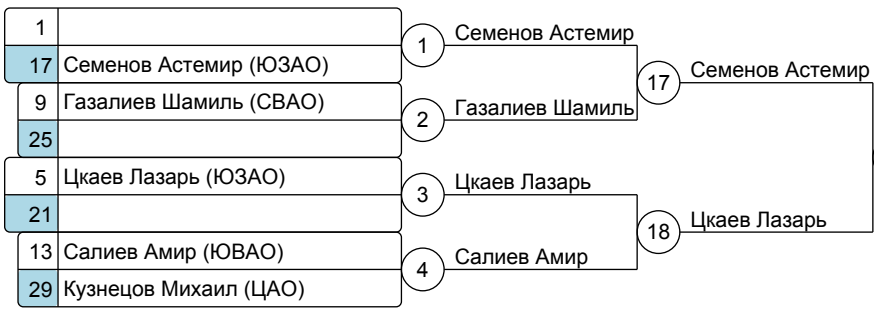 1
17 Семенов Астемир (ЮЗАО)
9 Газалиев Шамиль (СВАО)
25
5 Цкаев Лазарь (ЮЗАО)
21
13 Салиев Амир (ЮВАО)
29 Кузнецов Михаил (ЦАО)
1 Семенов Астемир
2 Газалиев Шамиль
3 Цкаев Лазарь
4 Салиев Амир
17 Семенов Астемир
18 Цкаев Лазарь